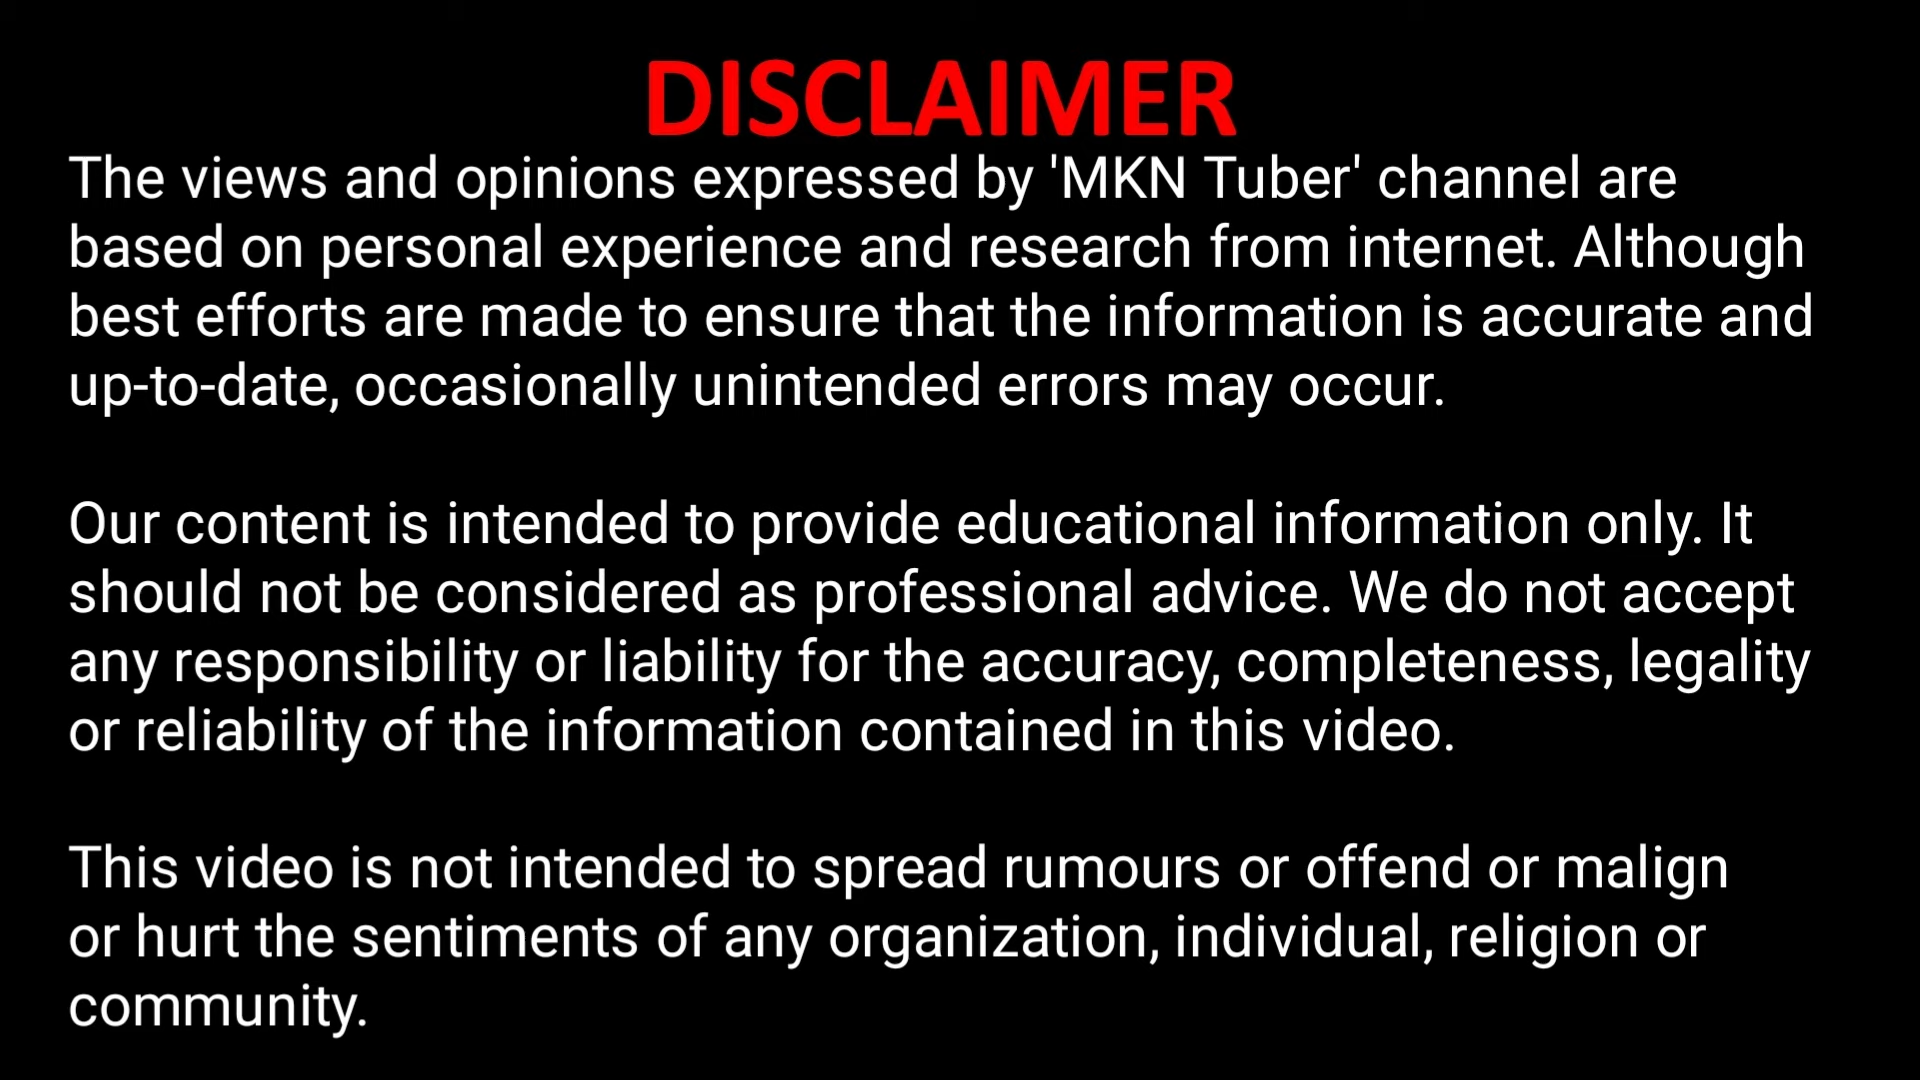 DISCLAIMER
The views and opinions expressed by 'MKN Tuber' channel are
based on personal experience and research from internet. Although
best efforts are made to ensure that the information is accurate and
up-to-date, occasionally unintended errors may occur.
Our content is intended to provide educational information only. It
should not be considered as professional advice. We do not accept
any responsibility or liability for the accuracy, completeness, legality
or reliability of the information contained in this video.
This video is not intended to spread rumours or offend or malign
or hurt the sentiments of any organization, individual, religion or
community.